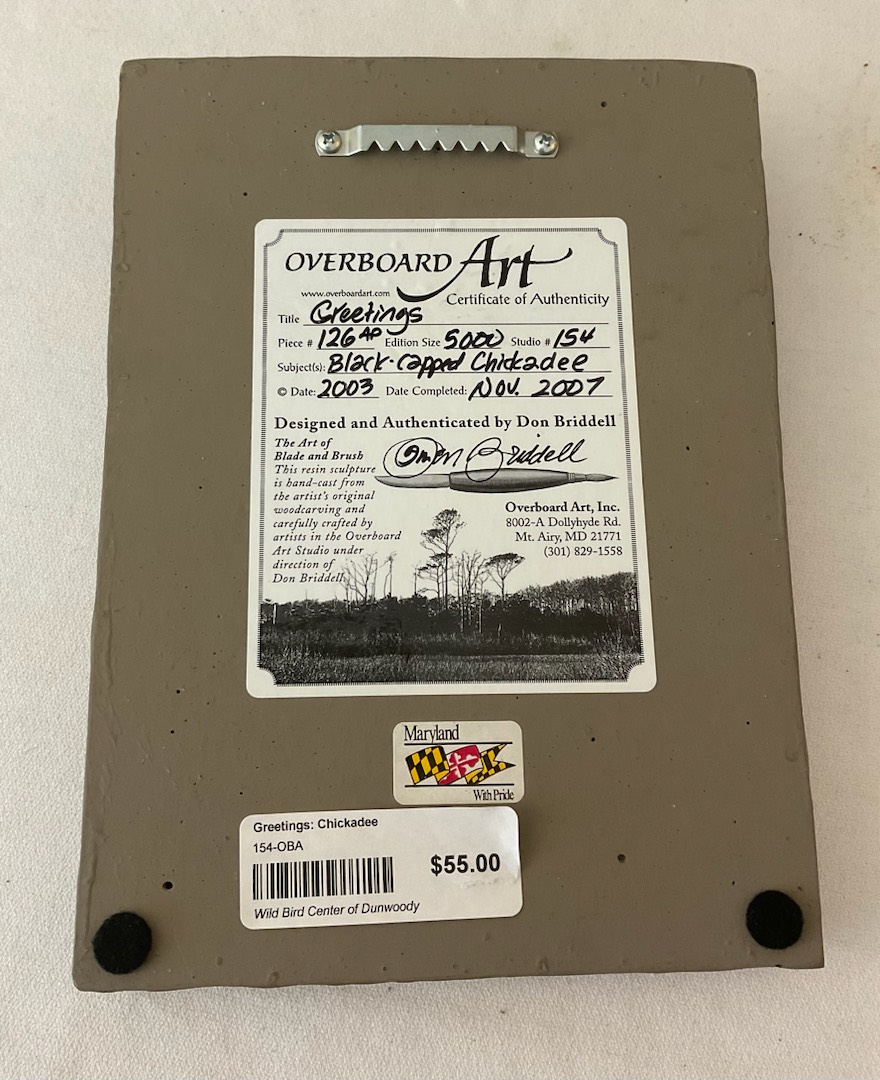 OVERBOARD Art
www.overboardart.com
Certificate of Authenticity
Title Greetings
Piece # 126 AP Edition Size 5000 Studio # 154
Subject(s): Black-Capped Chickadee
© Date: 2003 Date Completed: Nov. 2007
Designed and Authenticated by Don Briddell
The Art of
Blade and Brush
This resin sculpture
is hand-cast from
the artist's original
woodcarving and
carefully crafted by
artists in the Overboard
Art Studio under
direction of
Don Briddell.
Briddell
Overboard Art, Inc.
8002-A Dollyhyde Rd.
Mt. Airy, MD 21771
(301) 829-1558
Maryland
With Pride
Greetings: Chickadee
154-OBA
$55.00
Wild Bird Center of Dunwoody